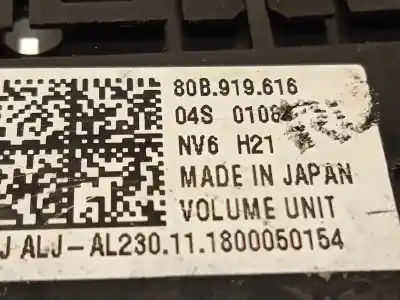 80B.919.616
04S
NV6 H21
MADE IN JAPAN
VOLUME UNIT
J ALJ-AL230.11.1800050154